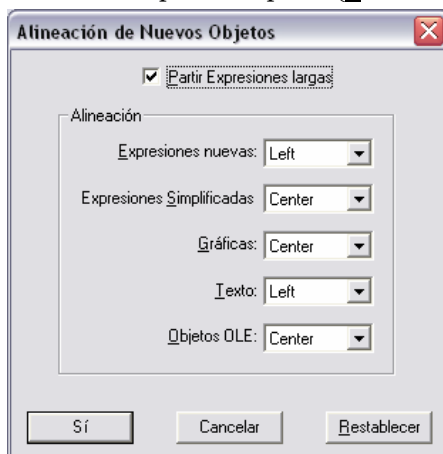 Alineación de Nuevos Objetos
Partir Expresiones largas
Alineación
Expresiones nuevas: Left
Expresiones Simplificadas Center
Gráficas: Center
Texto: Left
Objetos OLE: Center
Sí Cancelar Restablecer